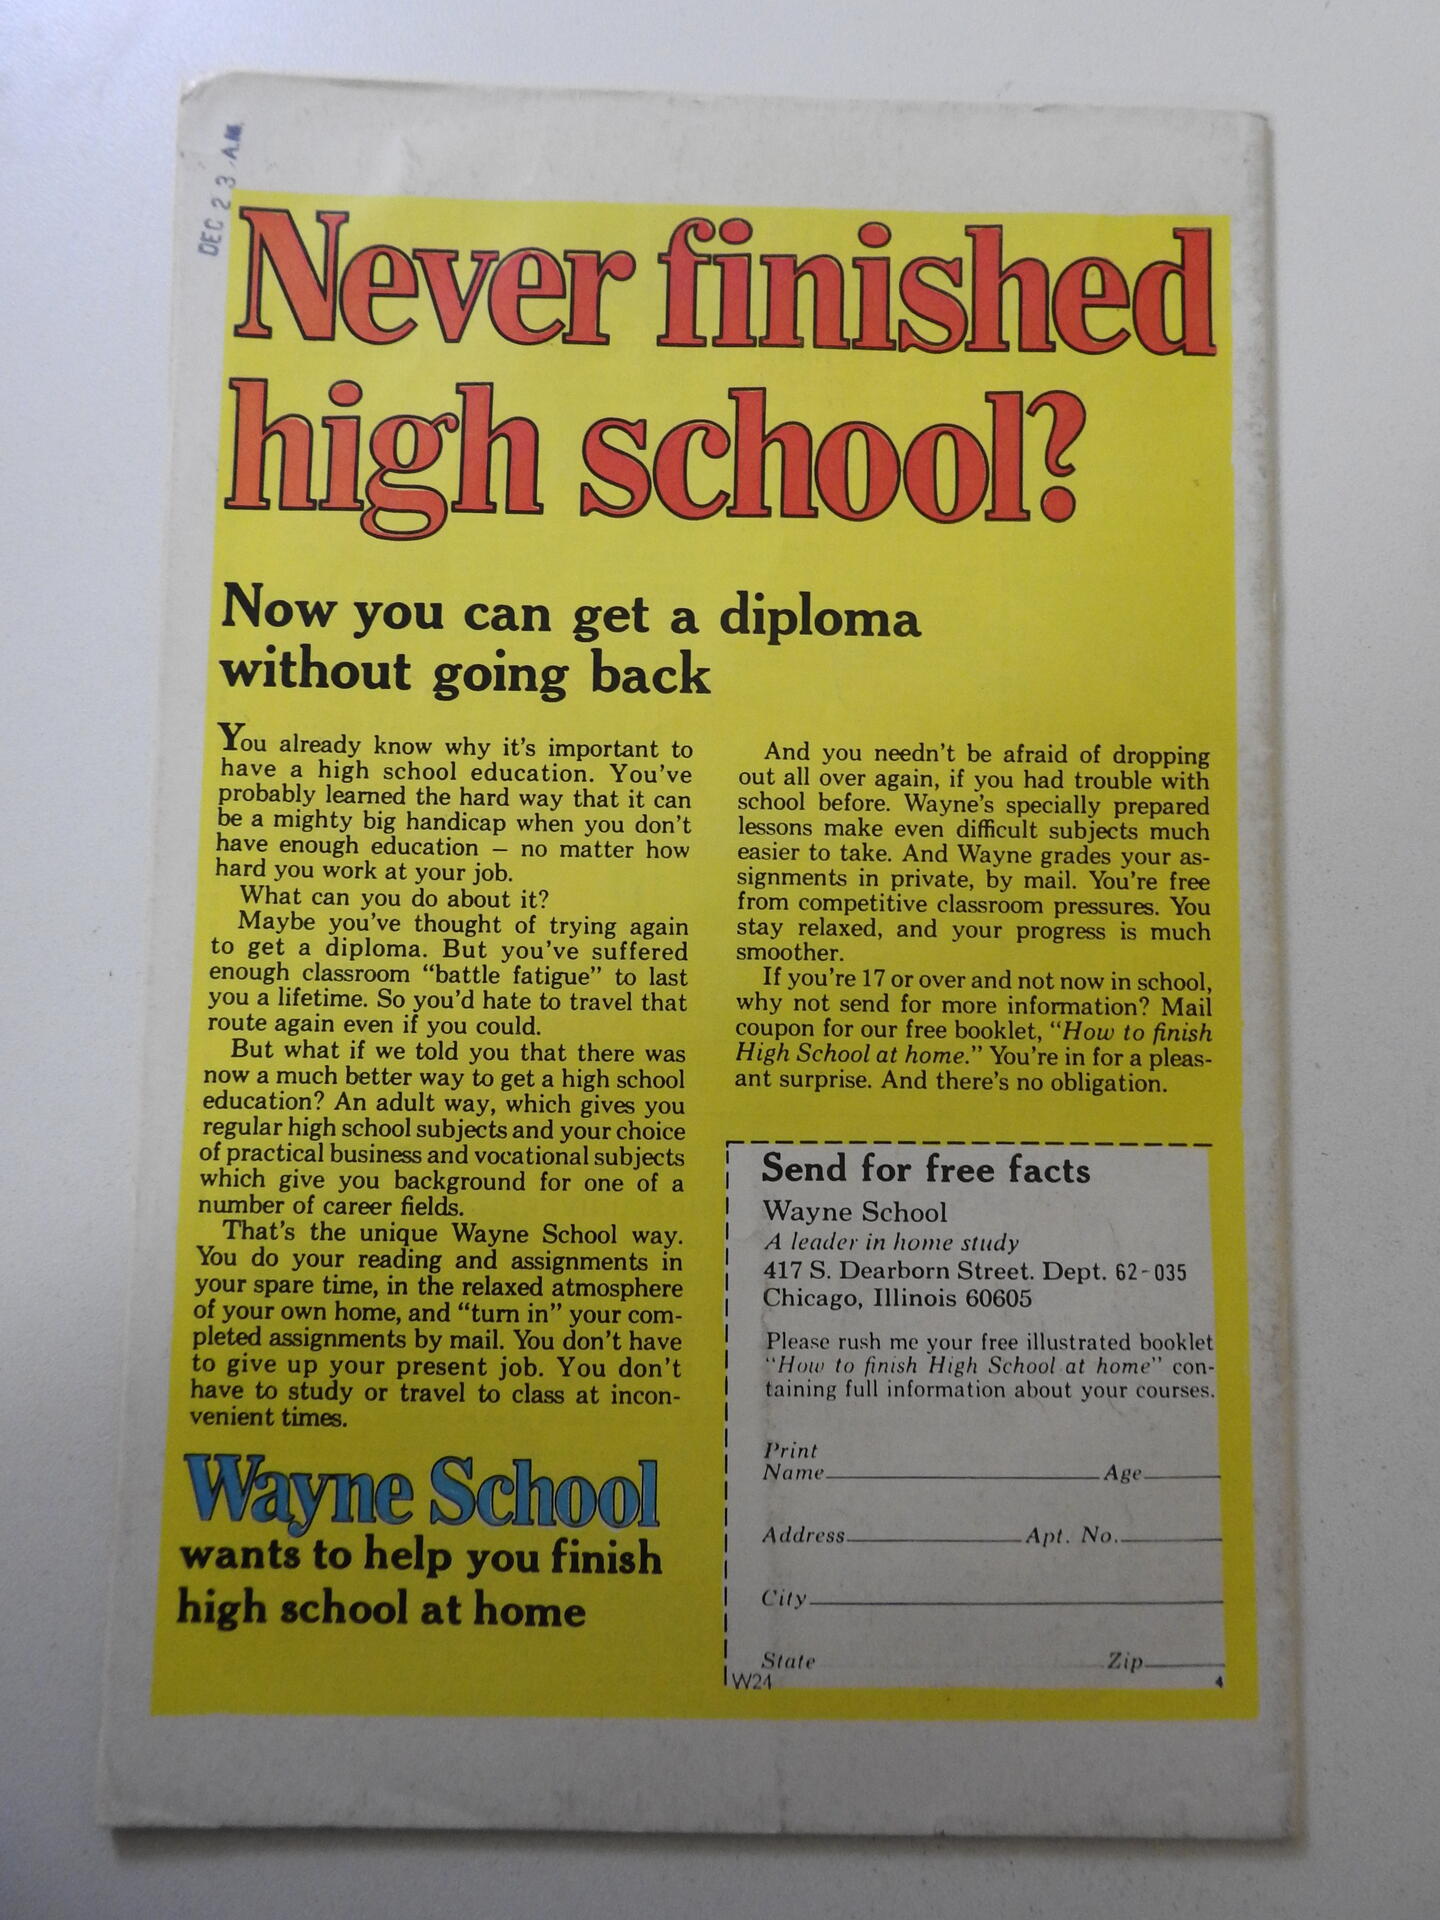 DEC 23 A.M.
Never finished
high school?
Now you can get a diploma
without going back
You already know why it's important to
have a high school education. You've
probably learned the hard way that it can
be a mighty big handicap when you don't
have enough education – no matter how
hard you work at your job.
What can you do about it?
Maybe you've thought of trying again
to get a diploma. But you've suffered
enough classroom “battle fatigue” to last
you a lifetime. So you'd hate to travel that
route again even if you could.
But what if we told you that there was
now a much better way to get a high school
education? An adult way, which gives you
regular high school subjects and your choice
of practical business and vocational subjects
which give you background for one of a
number of career fields.
That's the unique Wayne School way.
You do your reading and assignments in
your spare time, in the relaxed atmosphere
of your own home, and “turn in” your com-
pleted assignments by mail. You don't have
to give up your present job. You don't
have to study or travel to class at incon-
venient times.
Wayne School
wants to help you finish
high school at home
And you needn't be afraid of dropping
out all over again, if you had trouble with
school before. Wayne's specially prepared
lessons make even difficult subjects much
easier to take. And Wayne grades your as-
signments in private, by mail. You're free
from competitive classroom pressures. You
stay relaxed, and your progress is much
smoother.
If you're 17 or over and not now in school,
why not send for more information? Mail
coupon for our free booklet, “How to finish
High School at home.” You're in for a pleas-
ant surprise. And there's no obligation.
Send for free facts
Wayne School
A leader in home study
417 S. Dearborn Street. Dept. 62-035
Chicago, Illinois 60605
Please rush me your free illustrated booklet
“How to finish High School at home” con-
taining full information about your courses.
Print
Name Age
Address Apt. No.
City
State Zip
W24 4